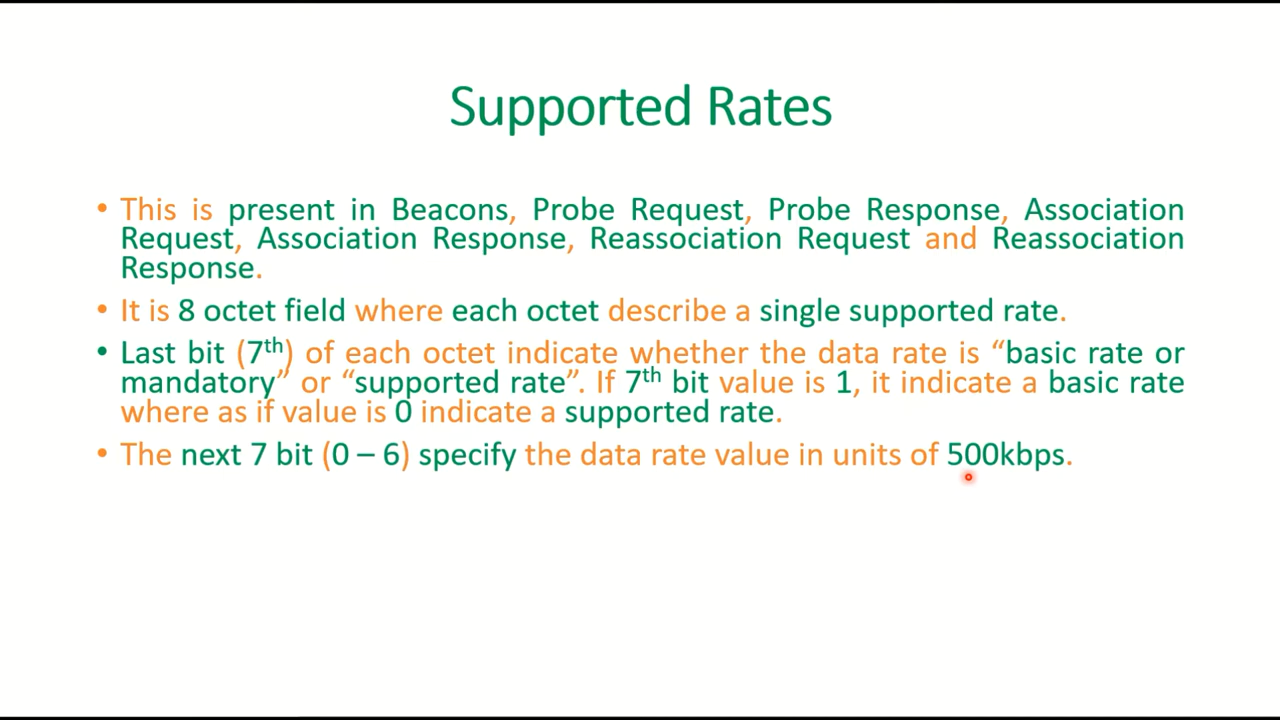 Supported Rates
• This is present in Beacons, Probe Request, Probe Response, Association
Request, Association Response, Reassociation Request and Reassociation
Response.
• It is 8 octet field where each octet describe a single supported rate.
• Last bit (7th) of each octet indicate whether the data rate is “basic rate or
mandatory” or “supported rate”. If 7th bit value is 1, it indicate a basic rate
where as if value is 0 indicate a supported rate.
• The next 7 bit (0 – 6) specify the data rate value in units of 500kbps.